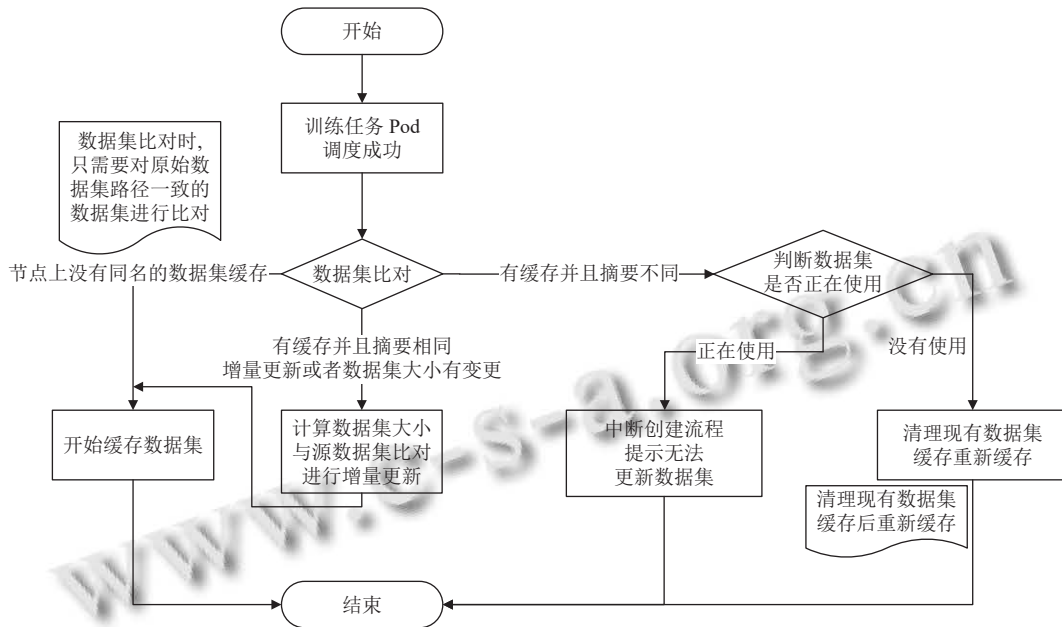 开始
训练任务 Pod
调度成功
数据集比对时,
只需要对原始数
据集路径一致的
数据集进行比对
节点上没有同名的数据集缓存
数据集比对
有缓存并且摘要不同
判断数据集
是否正在使用
有缓存并且摘要相同
增量更新或者数据集大小有变更
正在使用
没有使用
开始缓存数据集
计算数据集大小
与源数据集比对
进行增量更新
中断创建流程
提示无法
更新数据集
清理现有数据集
缓存重新缓存
清理现有数据集
缓存后重新缓存
结束
www.c-s-a.org.cn